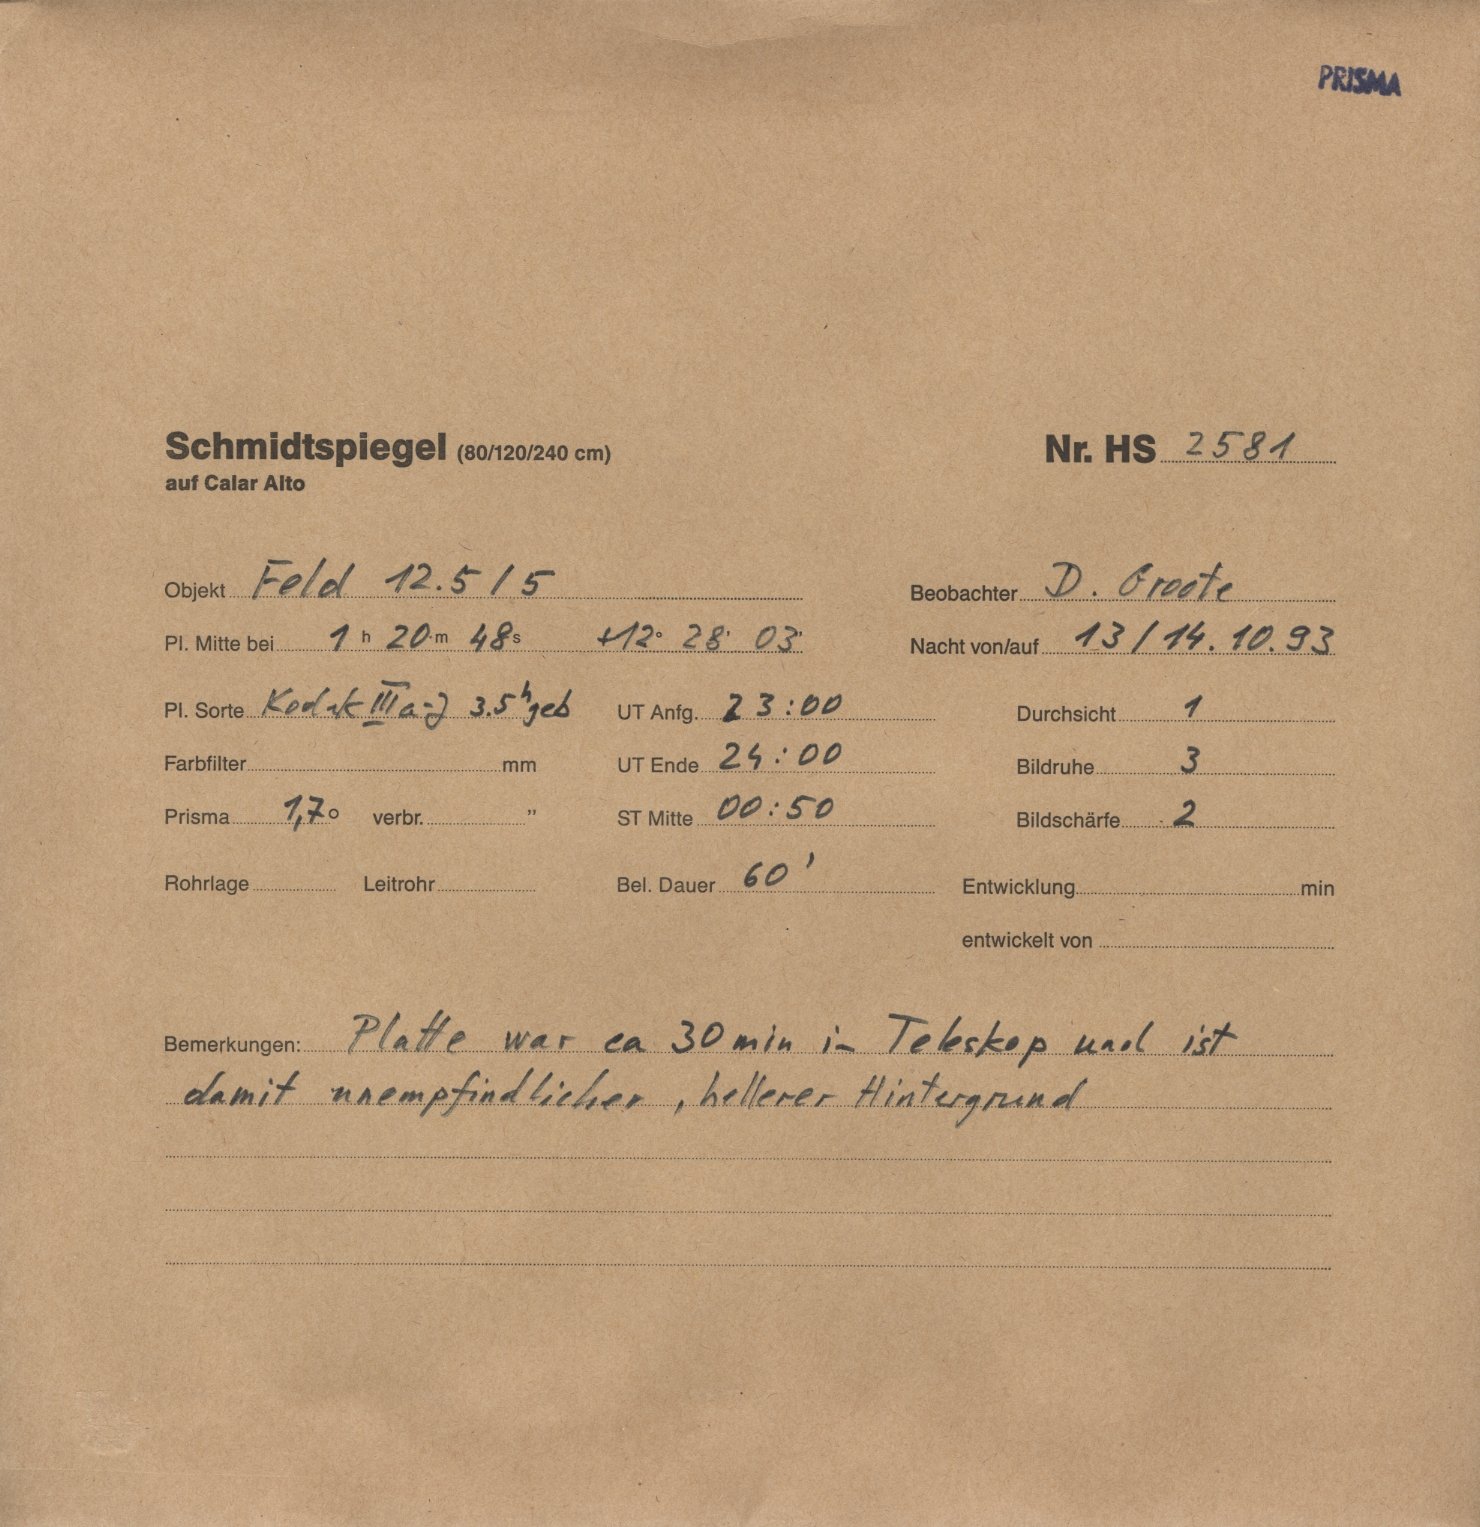 PRISMA
Schmidtspiegel (80/120/240 cm)
auf Calar Alto
Nr. HS 2581
Objekt Feld 12.5/5
Beobachter D. Groote
Pl. Mitte bei 1 h 20 m 48 s +12° 28' 03"
Nacht von/auf 13/14.10.93
Pl. Sorte Kodak IIIa-J 3.5h geb
UT Anfg. 23:00
Durchsicht 1
Farbfilter mm
UT Ende 24:00
Bildruhe 3
Prisma 1,7° verbr. "
ST Mitte 00:50
Bildschärfe 2
Rohrlage Leitrohr
Bel. Dauer 60'
Entwicklung min
entwickelt von
Bemerkungen: Platte war ca 30 min im Teleskop und ist
damit unempfindlicher, hellerer Hintergrund